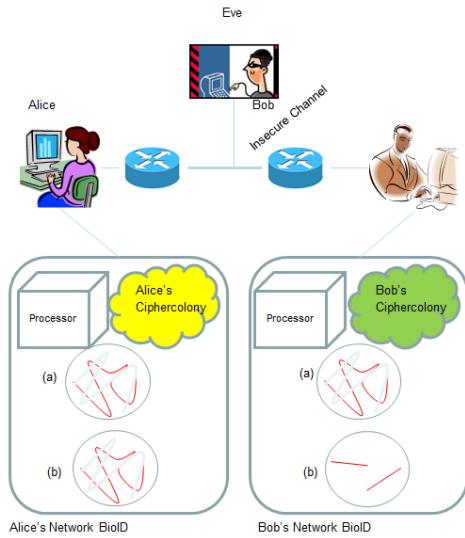 Eve
Alice
Bob
Insecure Channel
Alice's
Ciphercolony
Processor
Bob's
Ciphercolony
Processor
(a)
(a)
(b)
(b)
Alice's Network BioID
Bob's Network BioID